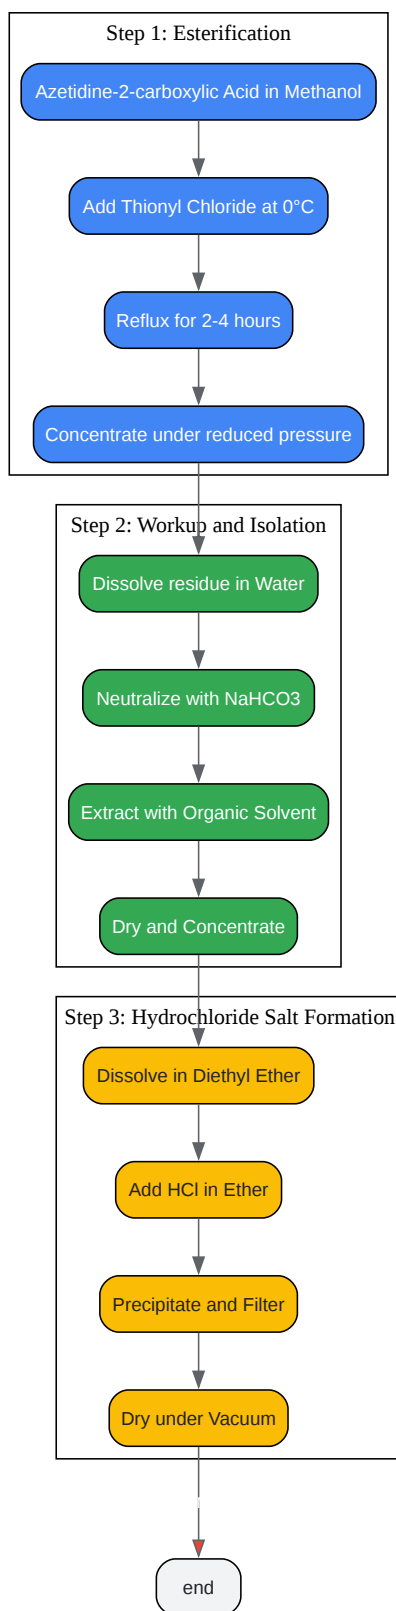 Step 1: Esterification
Azetidine-2-carboxylic Acid in Methanol
Add Thionyl Chloride at 0°C
Reflux for 2-4 hours
Concentrate under reduced pressure
Step 2: Workup and Isolation
Dissolve residue in Water
Neutralize with NaHCO3
Extract with Organic Solvent
Dry and Concentrate
Step 3: Hydrochloride Salt Formation
Dissolve in Diethyl Ether
Add HCl in Ether
Precipitate and Filter
Dry under Vacuum
end